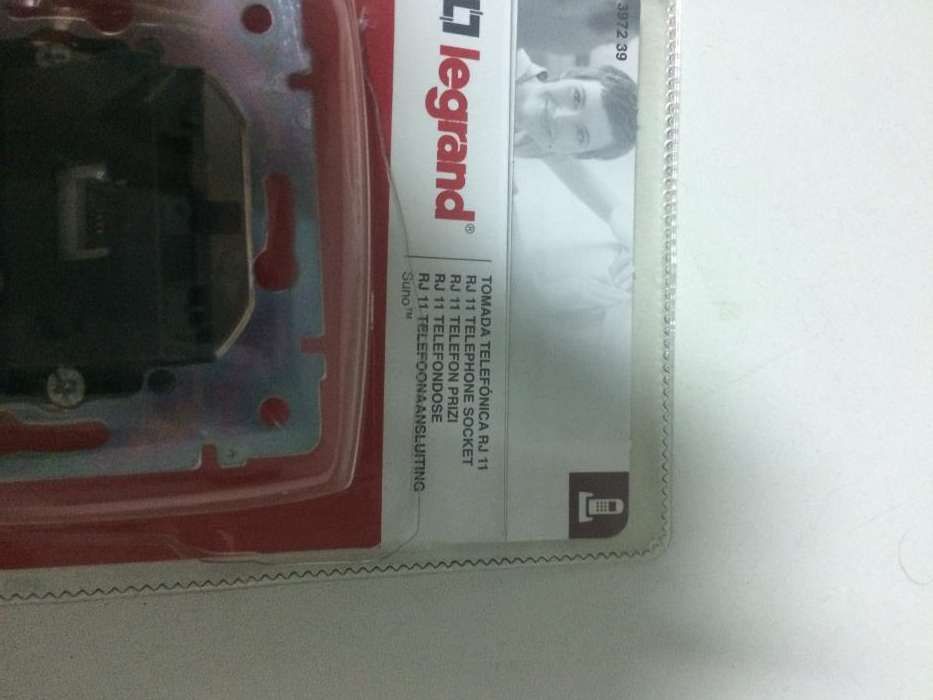 3972 39
legrand®
TOMADA TELEFÓNICA RJ 11
RJ 11 TELEPHONE SOCKET
RJ 11 TELEFON PRIZI
RJ 11 TELEFONDOSE
RJ 11 TELEFOONAANSLUITING
Suno™